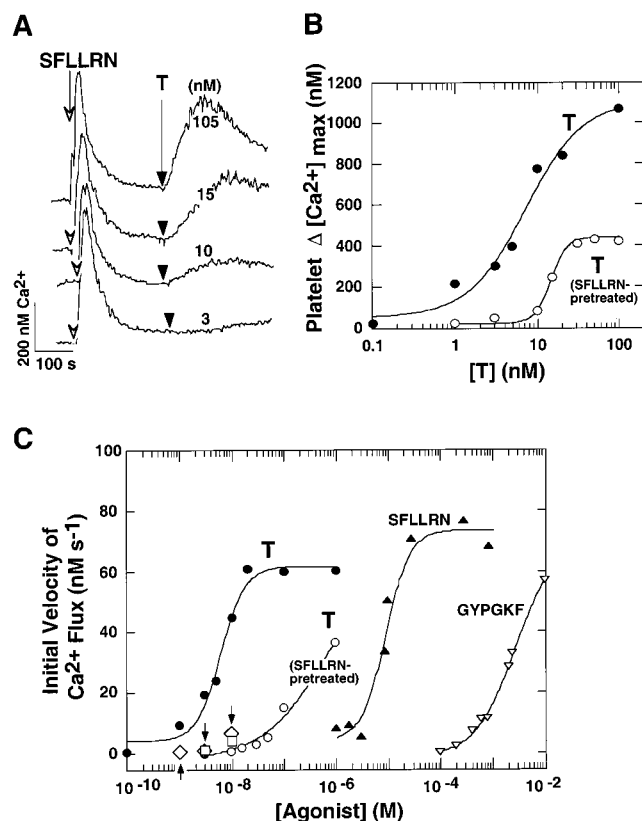 A
SFLLRN
T
(nM)
105
15
10
3
200 nM Ca2+
100 s
B
Platelet Δ [Ca2+] max (nM)
1200
1000
800
600
400
200
0
T
T
(SFLLRN-
pretreated)
0.1
1
10
100
[T] (nM)
C
Initial Velocity of
Ca2+ Flux (nM s-1)
100
80
60
40
20
0
T
T
(SFLLRN-
pretreated)
SFLLRN
GYPGKF
10-10
10-8
10-6
10-4
10-2
[Agonist] (M)